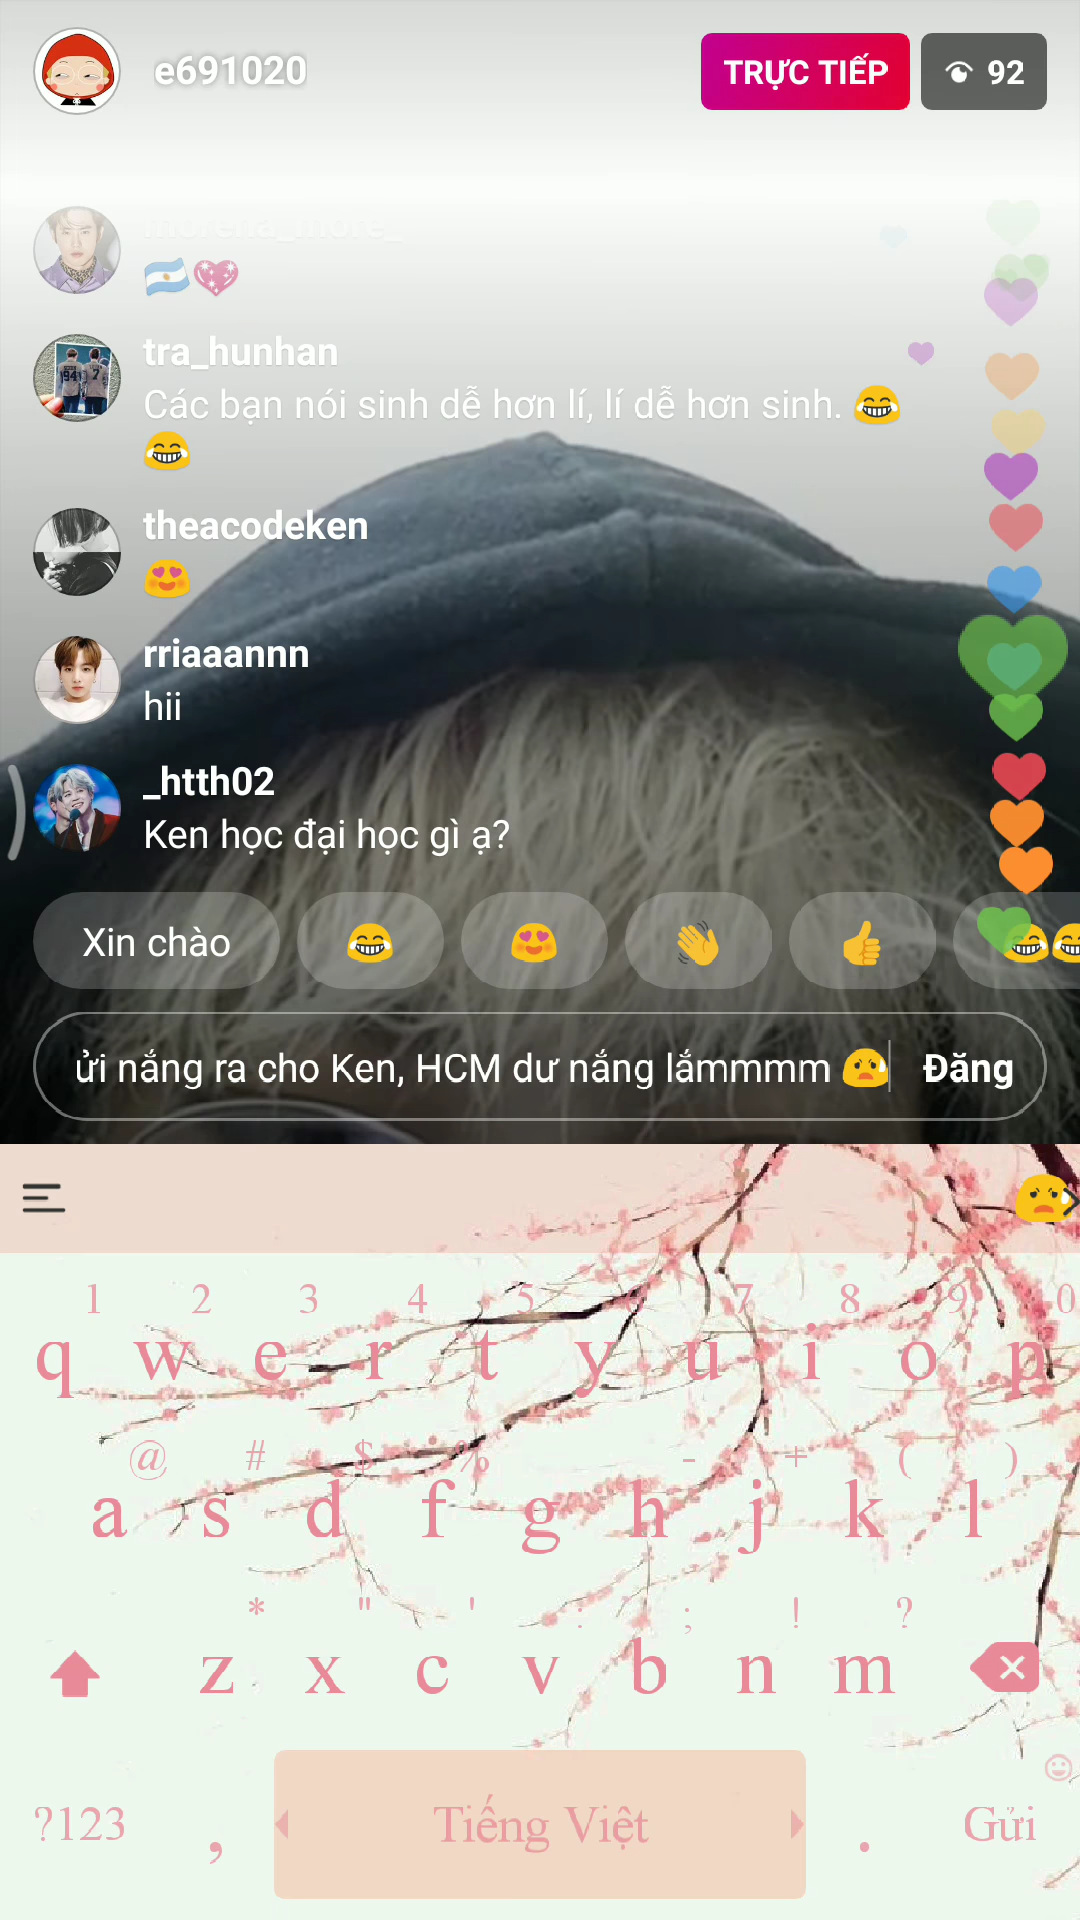 e691020
TRỰC TIẾP
92
morena_more_
🇦🇷💖
tra_hunhan
Các bạn nói sinh dễ hơn lí, lí dễ hơn sinh. 😂
😂
theacodeken
😍
rriaaannn
hii
_htth02
Ken học đại học gì ạ?
Xin chào 😂 😍 👋 👍 😂😂
ửi nắng ra cho Ken, HCM dư nắng lắmmmm 😰 Đăng
1 2 3 4 5 7 8 9 0
q w e r t y u i o p
@ # $ % - + ( )
a s d f g h j k l
* " ' : ; ! ?
z x c v b n m
?123 , Tiếng Việt . Gửi